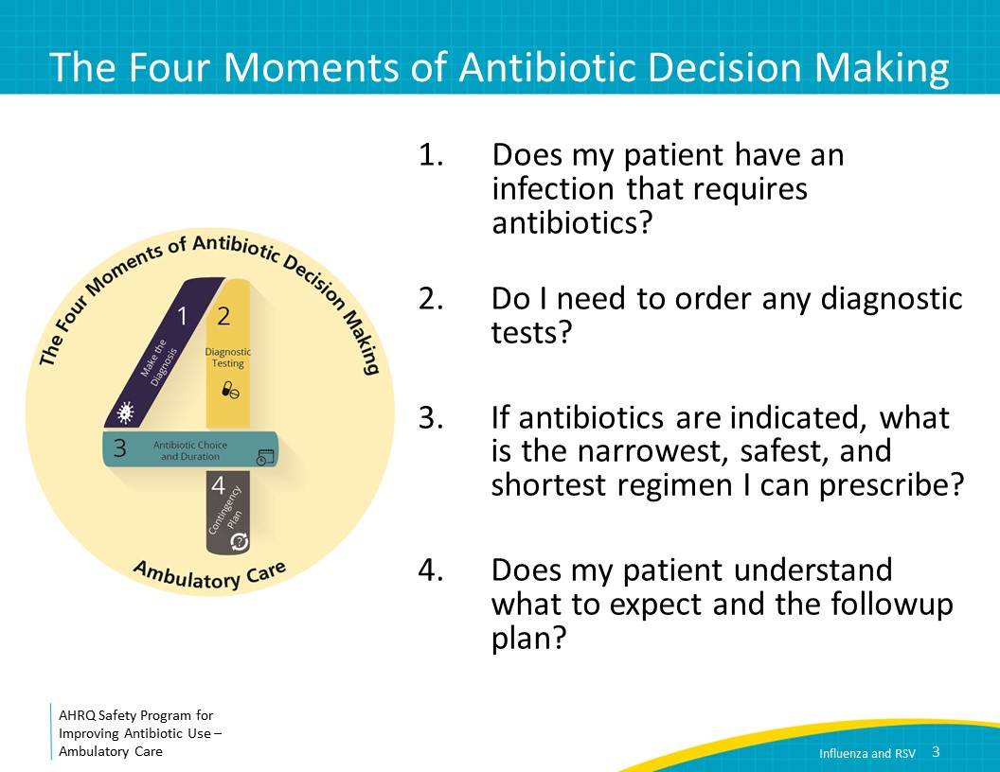 The Four Moments of Antibiotic Decision Making
The Four Moments of Antibiotic Decision Making
1
Make the
Diagnosis
2
Diagnostic
Testing
3
Antibiotic Choice
and Duration
4
Contingency
Plan
?
Ambulatory Care
1. Does my patient have an
infection that requires
antibiotics?
2. Do I need to order any diagnostic
tests?
3. If antibiotics are indicated, what
is the narrowest, safest, and
shortest regimen I can prescribe?
4. Does my patient understand
what to expect and the followup
plan?
AHRQ Safety Program for
Improving Antibiotic Use –
Ambulatory Care
Influenza and RSV 3